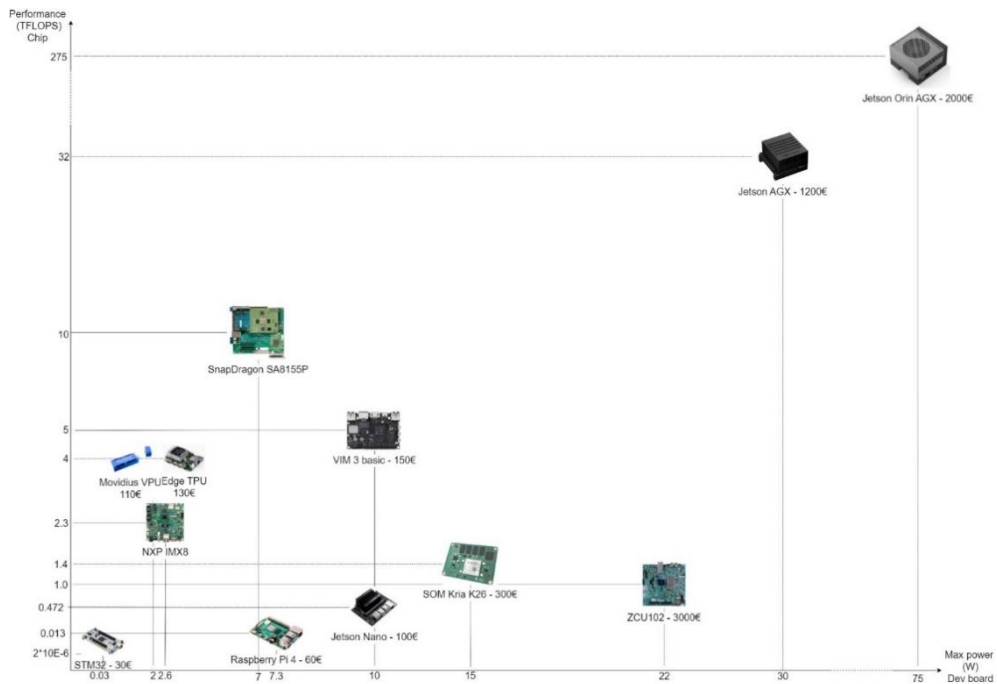 Performance
(TFLOPS)
Chip
275
Jetson Orin AGX - 2000€
32
Jetson AGX - 1200€
10
SnapDragon SA8155P
5
VIM 3 basic - 150€
4
Movidius VPU
110€
Edge TPU
130€
2.3
NXP IMX8
1.4
SOM Kria K26 - 300€
1.0
ZCU102 - 3000€
0.472
Jetson Nano - 100€
0.013
Raspberry Pi 4 - 60€
2*10E-6
STM32 - 30€
0.03 2 2.6 7 7.3 10 15 22 30 75
Max power
(W)
Dev board